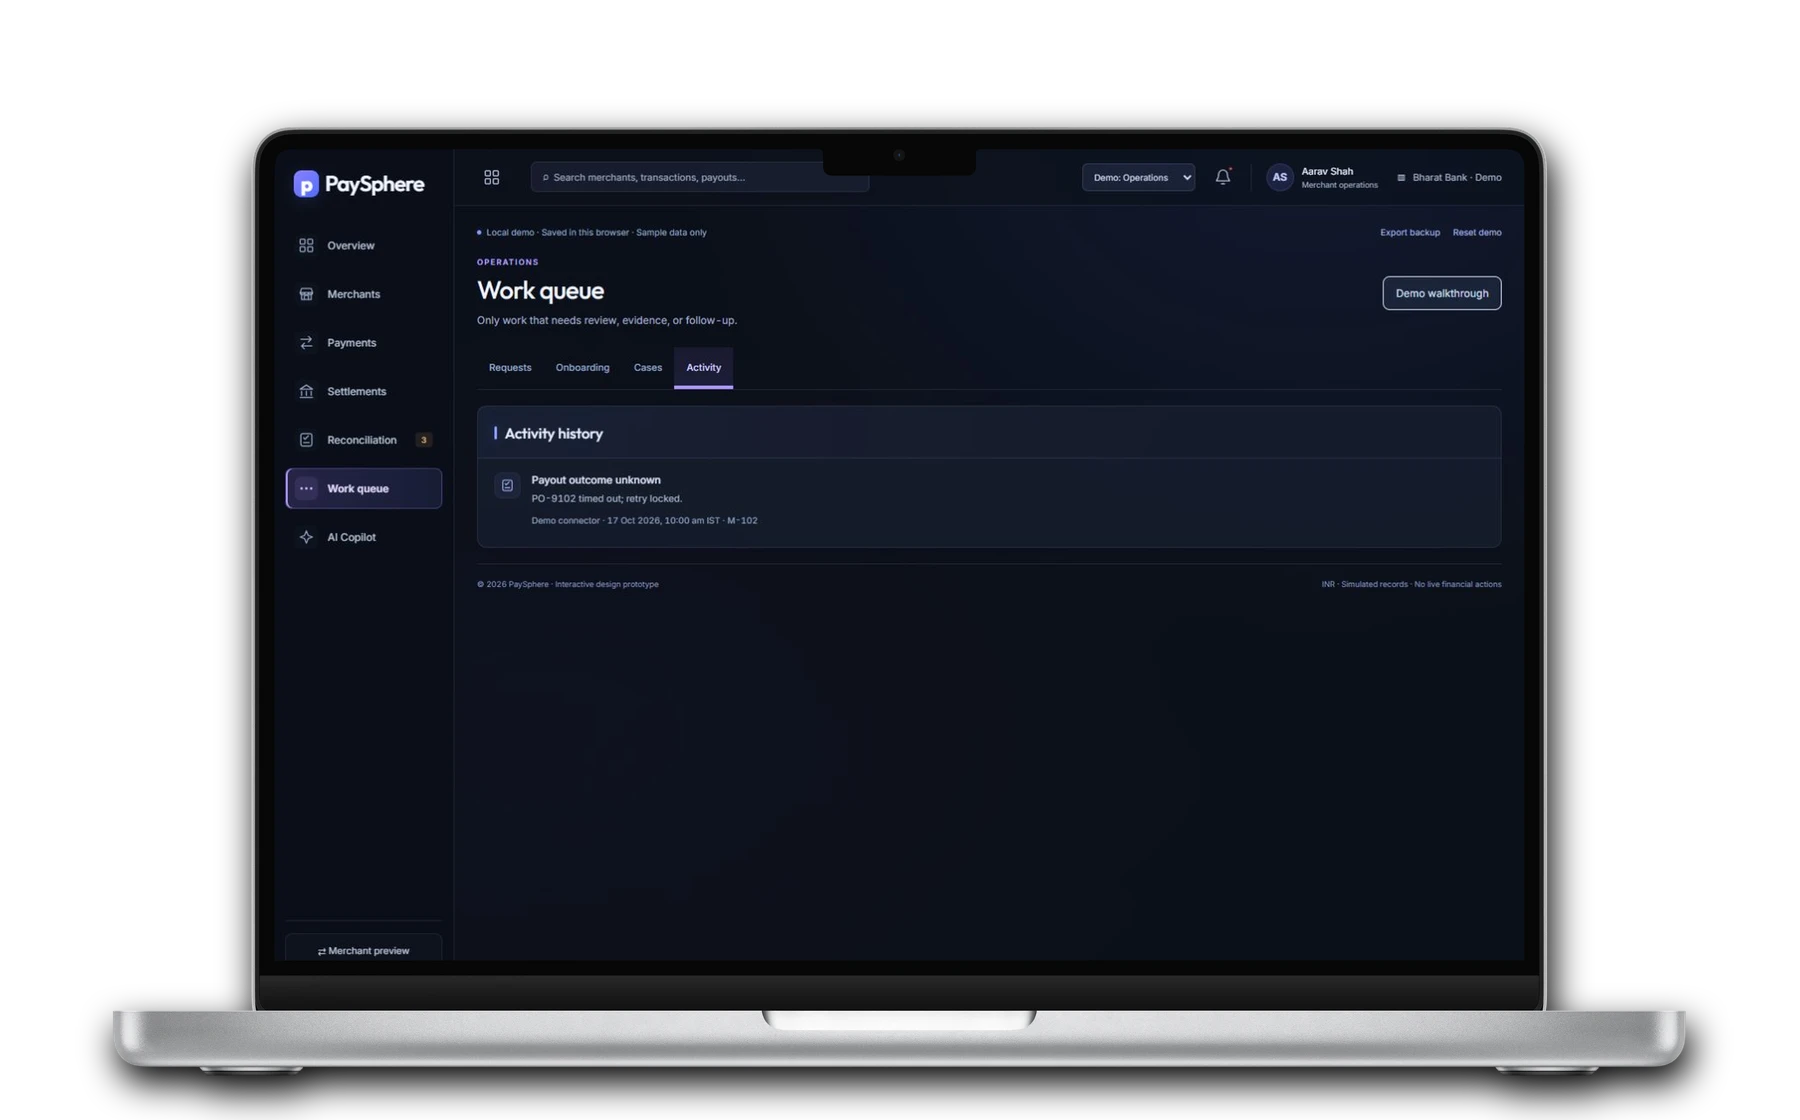 p PaySphere
Search merchants, transactions, payouts...
Demo: Operations
AS
Aarav Shah
Merchant operations
Bharat Bank · Demo
Overview
Merchants
Payments
Settlements
Reconciliation 3
Work queue
AI Copilot
⇄ Merchant preview
Local demo · Saved in this browser · Sample data only
Export backup Reset demo
OPERATIONS
Work queue
Only work that needs review, evidence, or follow-up.
Demo walkthrough
Requests Onboarding Cases Activity
Activity history
Payout outcome unknown
PO-9102 timed out; retry locked.
Demo connector · 17 Oct 2026, 10:00 am IST · M-102
© 2026 PaySphere · Interactive design prototype
INR · Simulated records · No live financial actions